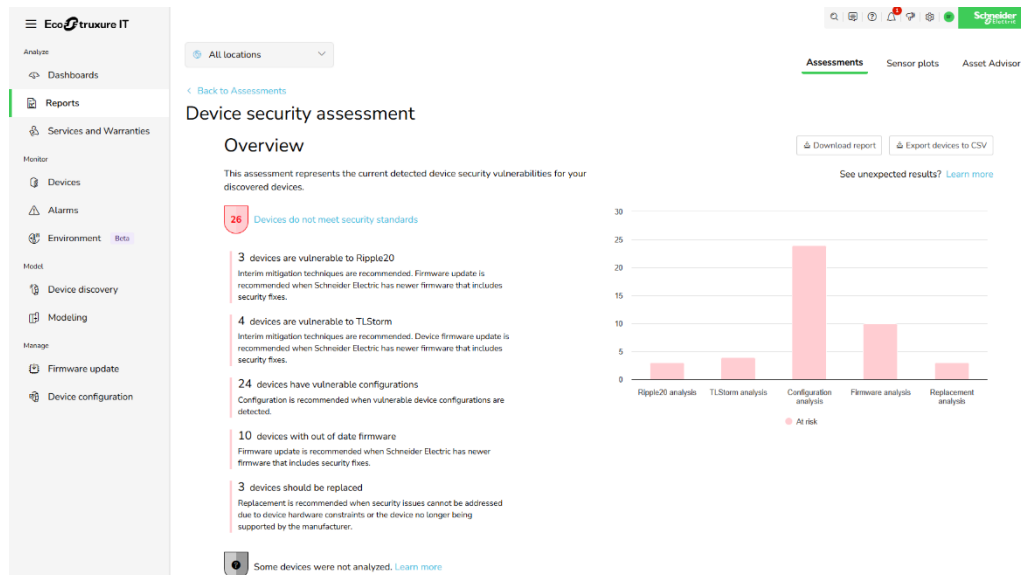 EcoStruxure IT
1
Schneider
Electric
Analyze
Dashboards
Reports
Services and Warranties
Monitor
Devices
Alarms
Environment Beta
Model
Device discovery
Modeling
Manage
Firmware update
Device configuration
All locations
Assessments Sensor plots Asset Advisor
< Back to Assessments
Device security assessment
Overview
Download report Export devices to CSV
This assessment represents the current detected device security vulnerabilities for your
discovered devices.
See unexpected results? Learn more
26 Devices do not meet security standards
3 devices are vulnerable to Ripple20
Interim mitigation techniques are recommended. Firmware update is
recommended when Schneider Electric has newer firmware that includes
security fixes.
4 devices are vulnerable to TLStorm
Interim mitigation techniques are recommended. Device firmware update is
recommended when Schneider Electric has newer firmware that includes
security fixes.
24 devices have vulnerable configurations
Configuration is recommended when vulnerable device configurations are
detected.
10 devices with out of date firmware
Firmware update is recommended when Schneider Electric has newer
firmware that includes security fixes.
3 devices should be replaced
Replacement is recommended when security issues cannot be addressed
due to device hardware constraints or the device no longer being
supported by the manufacturer.
Some devices were not analyzed. Learn more
30
25
20
15
10
5
0
Ripple20 analysis TLStorm analysis Configuration analysis Firmware analysis Replacement analysis
At risk